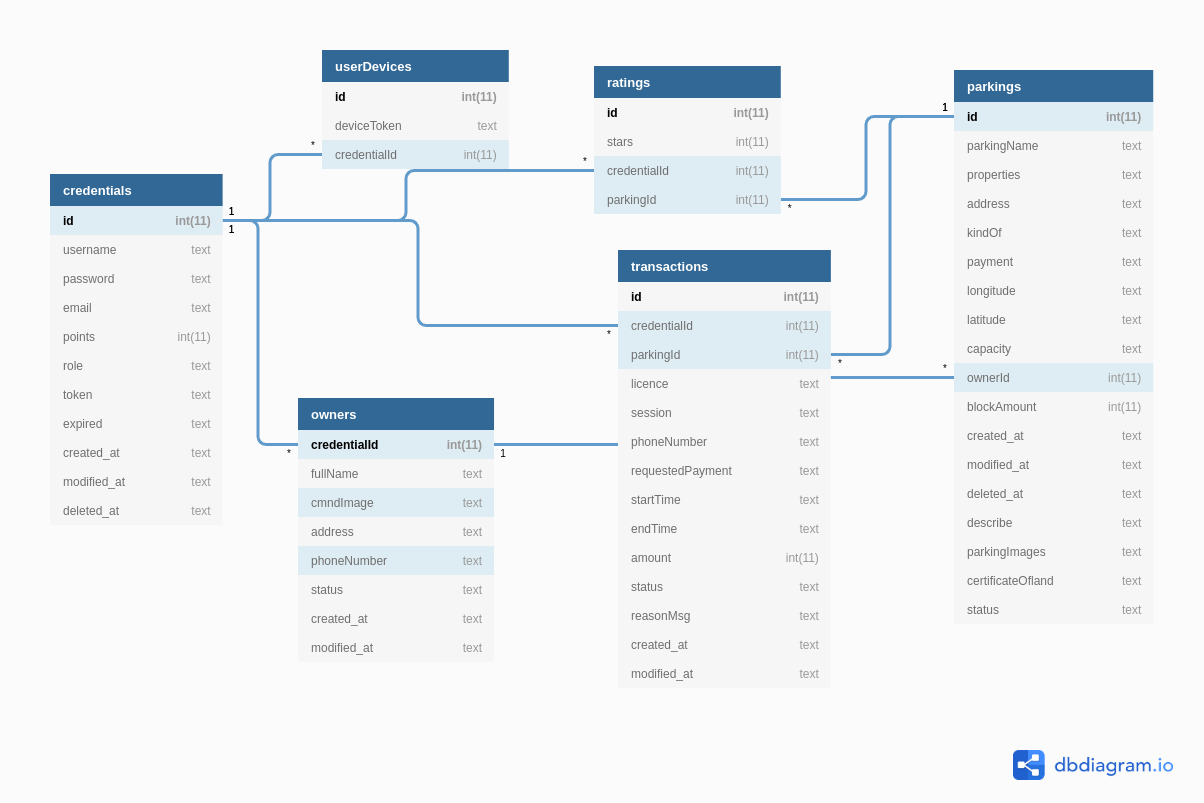 userDevices
id int(11)
deviceToken text
* credentialId int(11)
ratings
id int(11)
stars int(11)
* credentialId int(11)
parkingId int(11)
*
parkings
1 id int(11)
parkingName text
properties text
address text
kindOf text
payment text
longitude text
latitude text
capacity text
* ownerId int(11)
blockAmount int(11)
created_at text
modified_at text
deleted_at text
describe text
parkingImages text
certificateOfland text
status text
credentials
id int(11) 1
1
username text
password text
email text
points int(11)
role text
token text
expired text
created_at text
modified_at text
deleted_at text
transactions
id int(11)
credentialId int(11)
*
parkingId int(11)
*
licence text
session text
phoneNumber text
requestedPayment text
startTime text
endTime text
amount int(11)
status text
reasonMsg text
created_at text
modified_at text
owners
credentialId int(11)
* 1
fullName text
cmndImage text
address text
phoneNumber text
status text
created_at text
modified_at text
dbdiagram.io